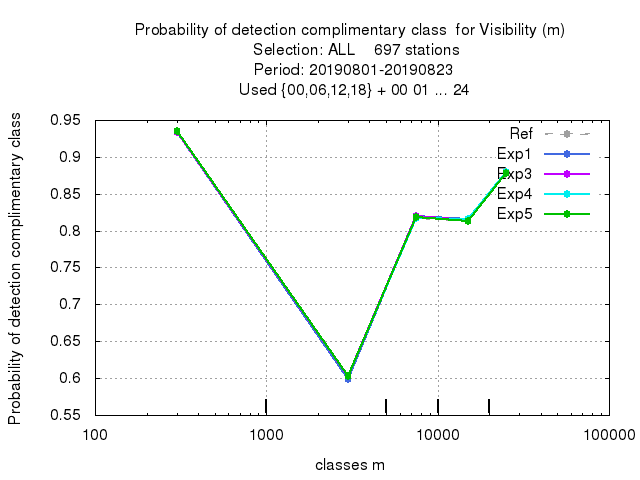 Probability of detection complimentary class  for Visibility (m)
Selection: ALL    697 stations
Period: 20190801-20190823
Used {00,06,12,18} + 00 01 ... 24
Probability of detection complimentary class
0.95
0.9
0.85
0.8
0.75
0.7
0.65
0.6
0.55
Ref
Exp1
Exp3
Exp4
Exp5
100
1000
10000
100000
classes m